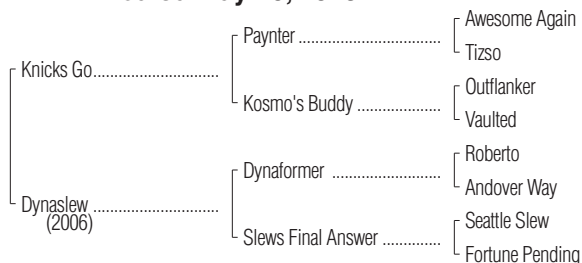 Awesome Again
Paynter ........................
Tizso
Knicks Go...................................
Outflanker
Kosmo's Buddy .....................
Vaulted
Roberto
Dynaformer ...........................
Andover Way
Dynaslew ...................................
(2006)
Seattle Slew
Slews Final Answer ..............
Fortune Pending